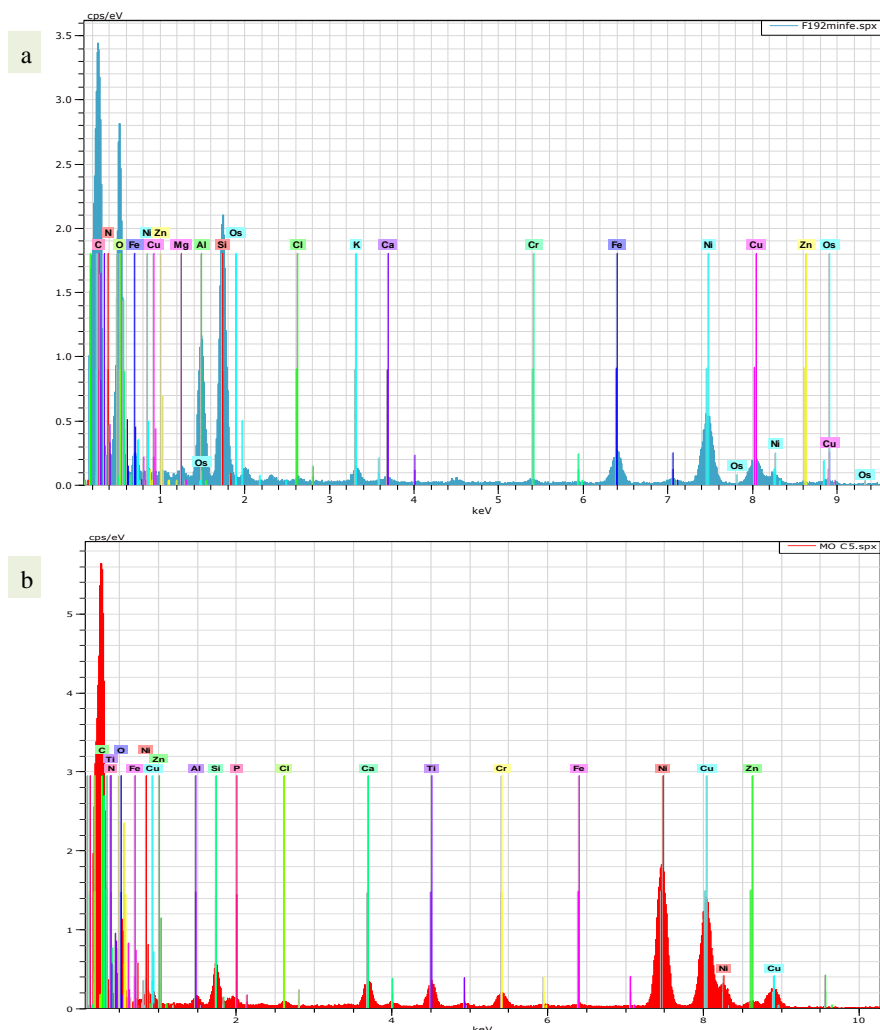 a
cps/eV
F192minfe.spx
3.5
3.0
2.5
2.0
1.5
1.0
0.5
0.0
N Ni Zn Os
C O Fe Cu Mg Al Si Cl K Ca Cr Fe Ni Cu Zn Os
Os Ni Cu
Os Os
1 2 3 4 5 6 7 8 9
keV
b
cps/eV
MO C5.spx
5
4
3
2
1
0
C O Ni
Ti Zn
N Fe Cu Al Si P Cl Ca Ti Cr Fe Ni Cu Zn
Ni Cu
2 4 6 8 10
keV